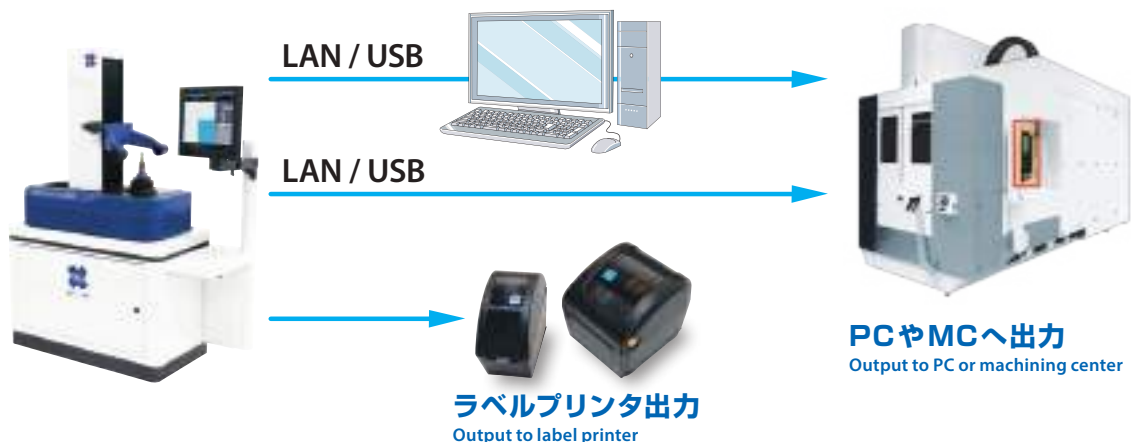 LAN / USB
LAN / USB
PCやMCへ出力
Output to PC or machining center
ラベルプリンタ出力
Output to label printer